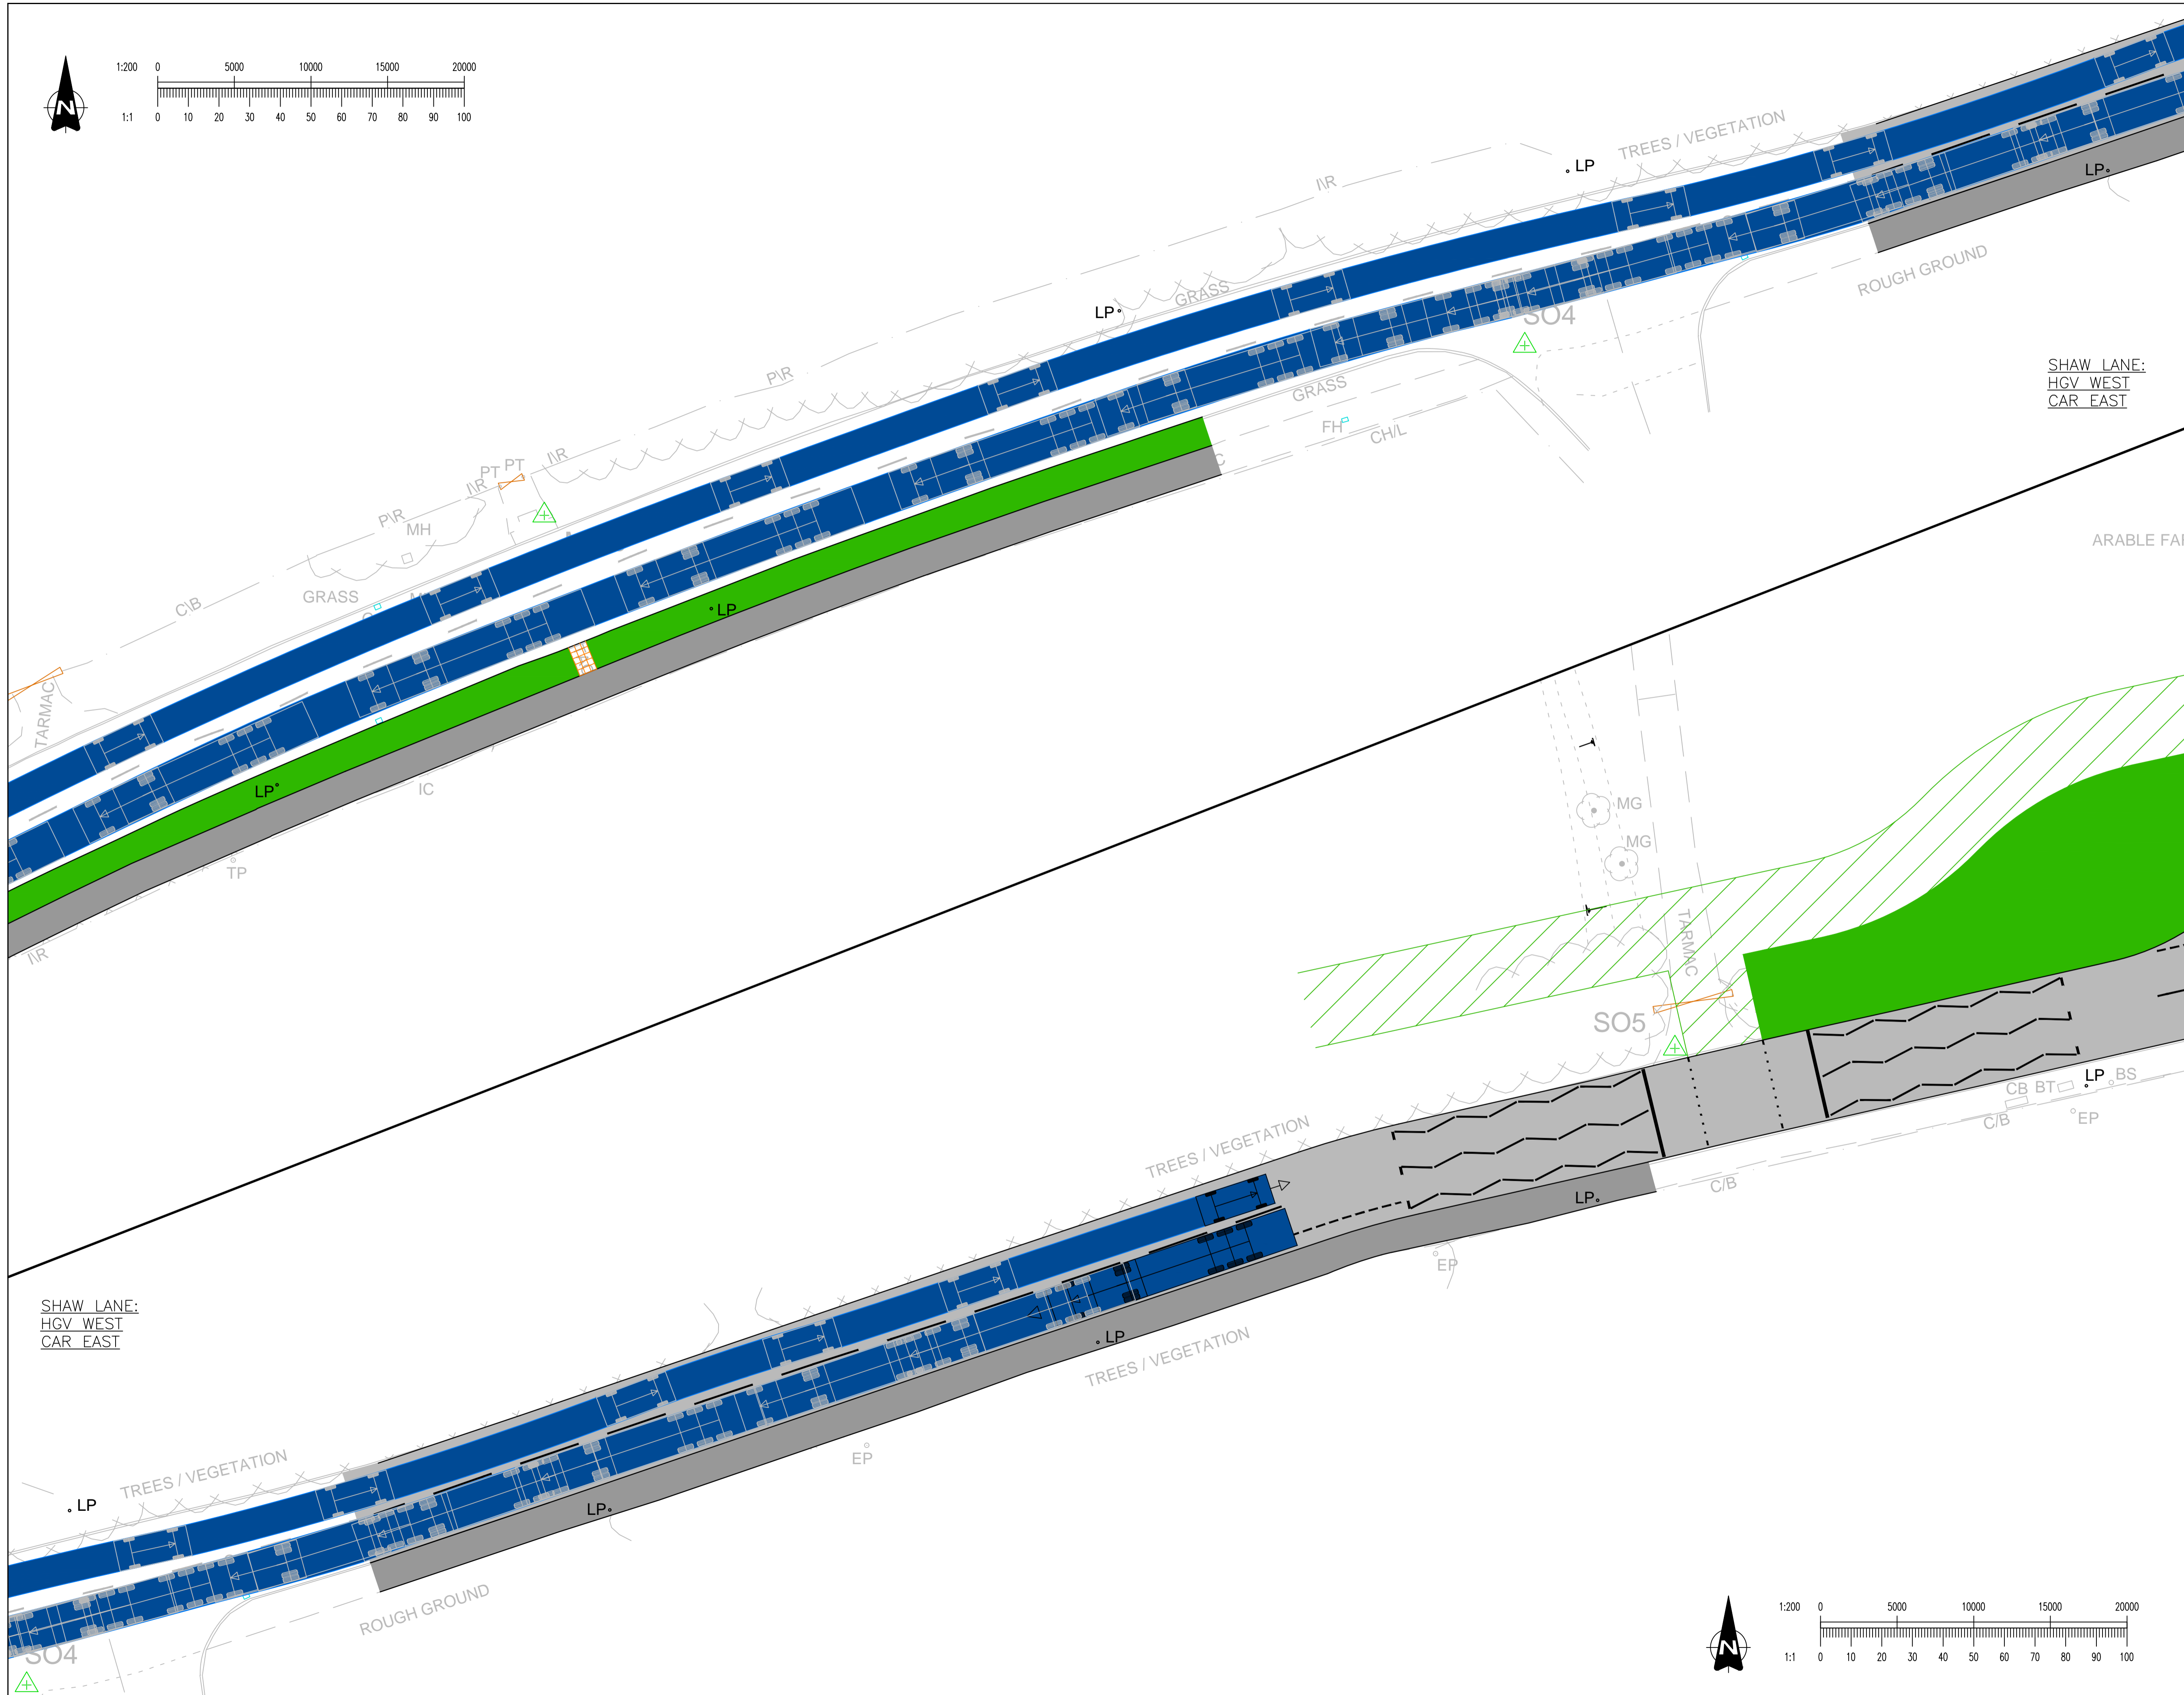 1:200 0 5000 10000 15000 20000
1:1 0 10 20 30 40 50 60 70 80 90 100
N
TREES / VEGETATION
LP
LP
I\R
GRASS
LP
ROUGH GROUND
SO4
SHAW LANE:
HGV WEST
CAR EAST
P\R
GRASS
FH
CH/L
C
PT PT
I\R
I\R
P\R
MH
ARABLE FA
GRASS
C\B
LP
TARMAC
LP
IC
TP
I\R
MG
MG
TARMAC
SO5
LP
CB BT BS
EP
C/B
C/B
LP
TREES / VEGETATION
EP
SHAW LANE:
HGV WEST
CAR EAST
LP
TREES / VEGETATION
EP
TREES / VEGETATION
LP
LP
ROUGH GROUND
SO4
1:200 0 5000 10000 15000 20000
1:1 0 10 20 30 40 50 60 70 80 90 100
N